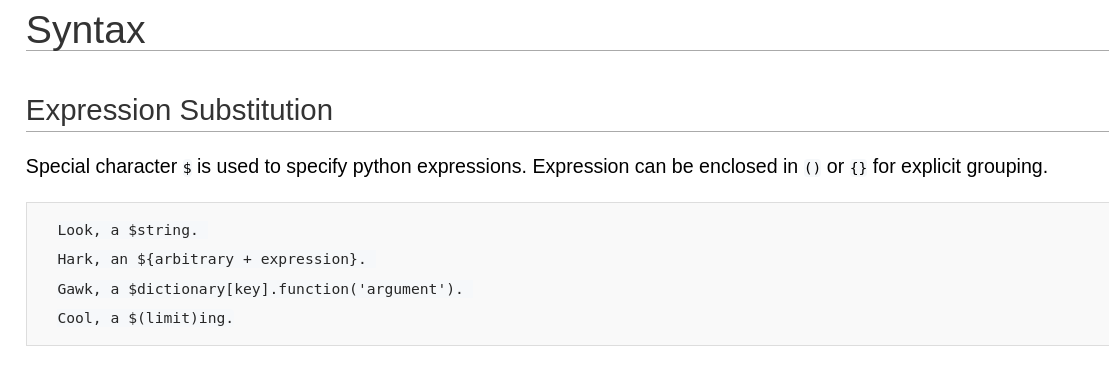 Syntax
Expression Substitution
Special character $ is used to specify python expressions. Expression can be enclosed in () or {} for explicit grouping.
Look, a $string.
Hark, an ${arbitrary + expression}.
Gawk, a $dictionary[key].function('argument').
Cool, a $(limit)ing.